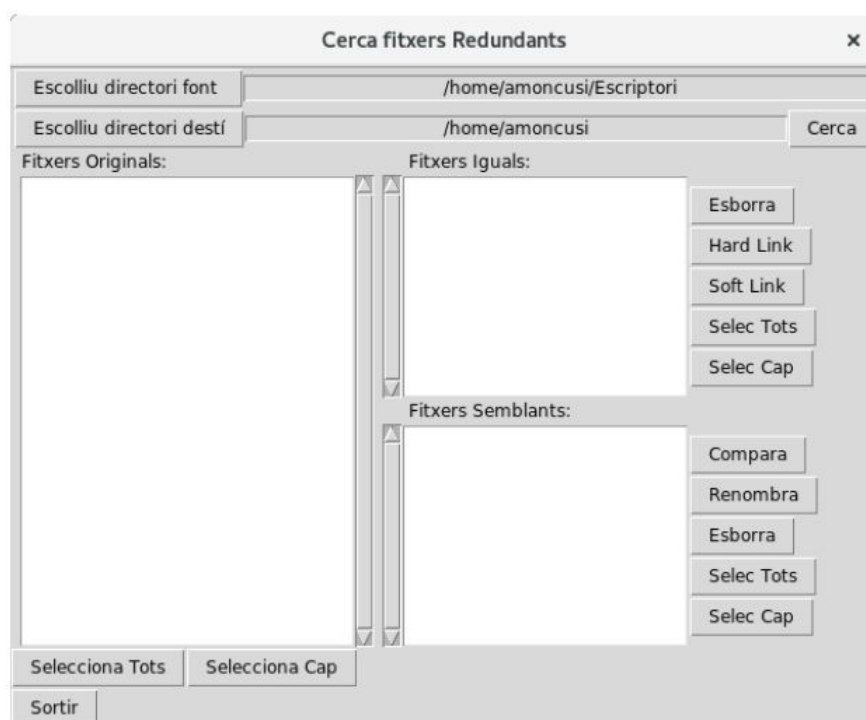 Cerca fitxers Redundants ×
Escolliu directori font /home/amoncusi/Escriptori
Escolliu directori destí /home/amoncusi Cerca
Fitxers Originals:
Fitxers Iguals:
Esborra
Hard Link
Soft Link
Selec Tots
Selec Cap
Fitxers Semblants:
Compara
Renombra
Esborra
Selec Tots
Selec Cap
Selecciona Tots Selecciona Cap
Sortir